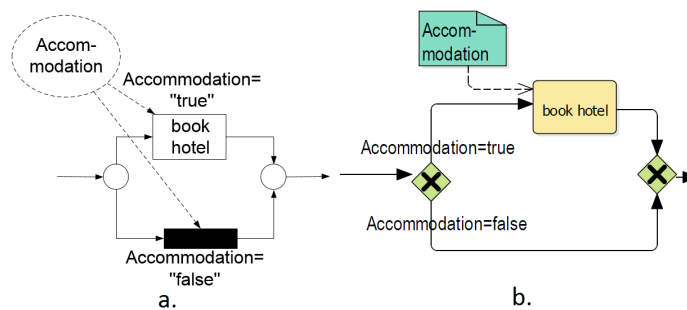 Accom-
modation
Accommodation=
"true"
book
hotel
Accommodation=
"false"
a.
Accom-
modation
book hotel
Accommodation=true
Accommodation=false
b.